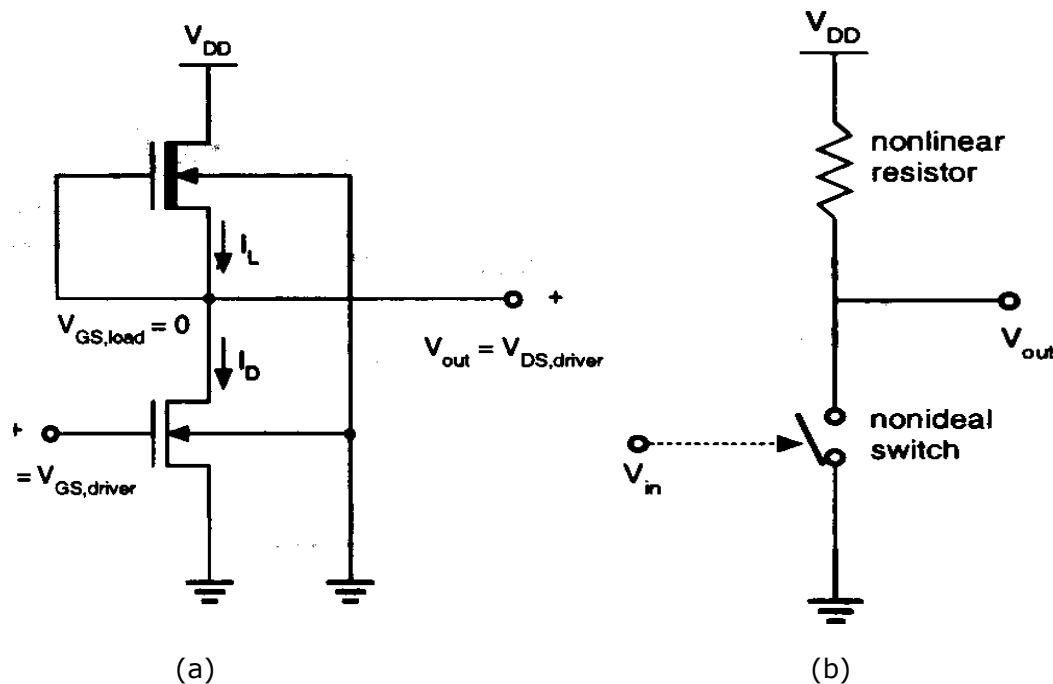 V_DD
I_L
+
V_GS,load = 0
V_out = V_DS,driver
I_D
+
= V_GS,driver
(a)
V_DD
nonlinear
resistor
V_out
nonideal
switch
V_in
(b)